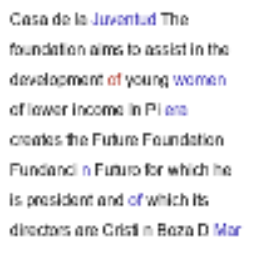 Casa de la Juventud The
foundation aims to assist in the
development of young women
of lower income In Pi era
creates the Future Foundation
Fundanci n Futuro for which he
is president and of which its
directors are Cristi n Boza D Mar